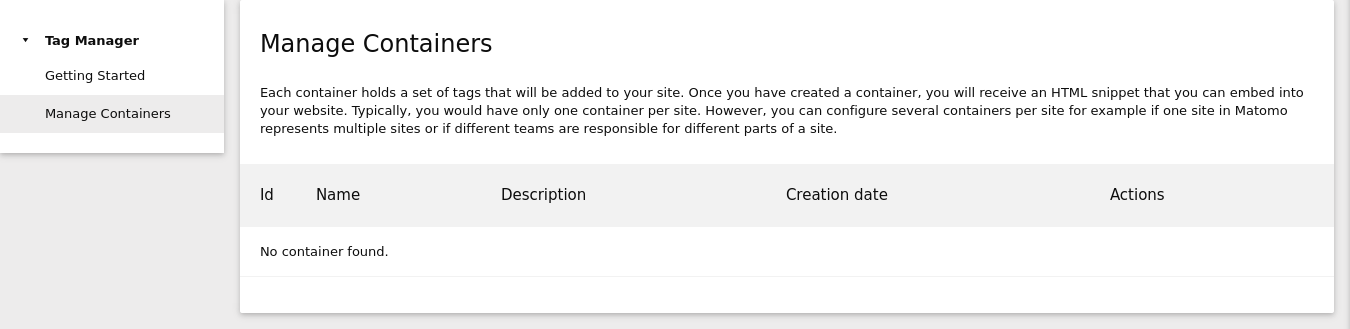 Tag Manager
Getting Started
Manage Containers
Manage Containers
Each container holds a set of tags that will be added to your site. Once you have created a container, you will receive an HTML snippet that you can embed into
your website. Typically, you would have only one container per site. However, you can configure several containers per site for example if one site in Matomo
represents multiple sites or if different teams are responsible for different parts of a site.
Id Name Description Creation date Actions
No container found.